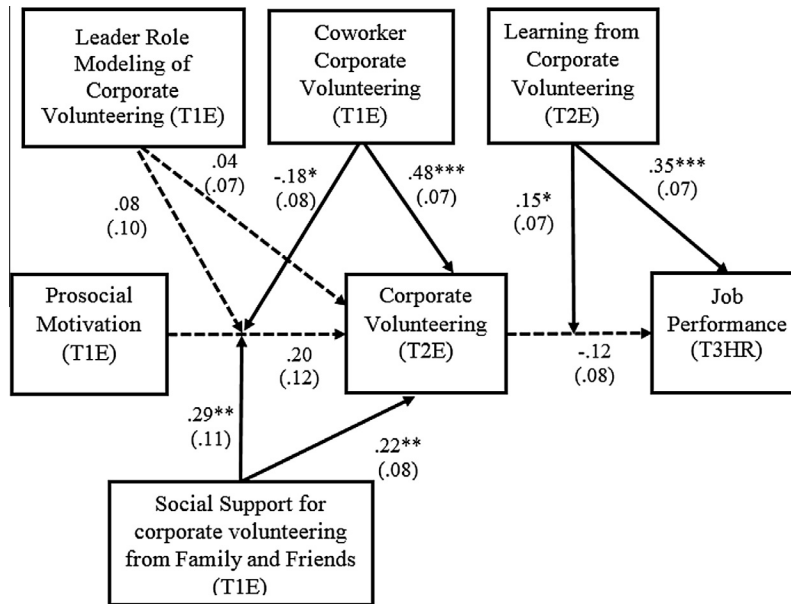 Leader Role
Modeling of
Corporate
Volunteering (T1E)
Coworker
Corporate
Volunteering
(T1E)
Learning from
Corporate
Volunteering
(T2E)
.04
(.07)
.08
(.10)
-.18*
(.08)
.48***
(.07)
.15*
(.07)
.35***
(.07)
Prosocial
Motivation
(T1E)
.20
(.12)
Corporate
Volunteering
(T2E)
-.12
(.08)
Job
Performance
(T3HR)
.29**
(.11)
.22**
(.08)
Social Support for
corporate volunteering
from Family and Friends
(T1E)